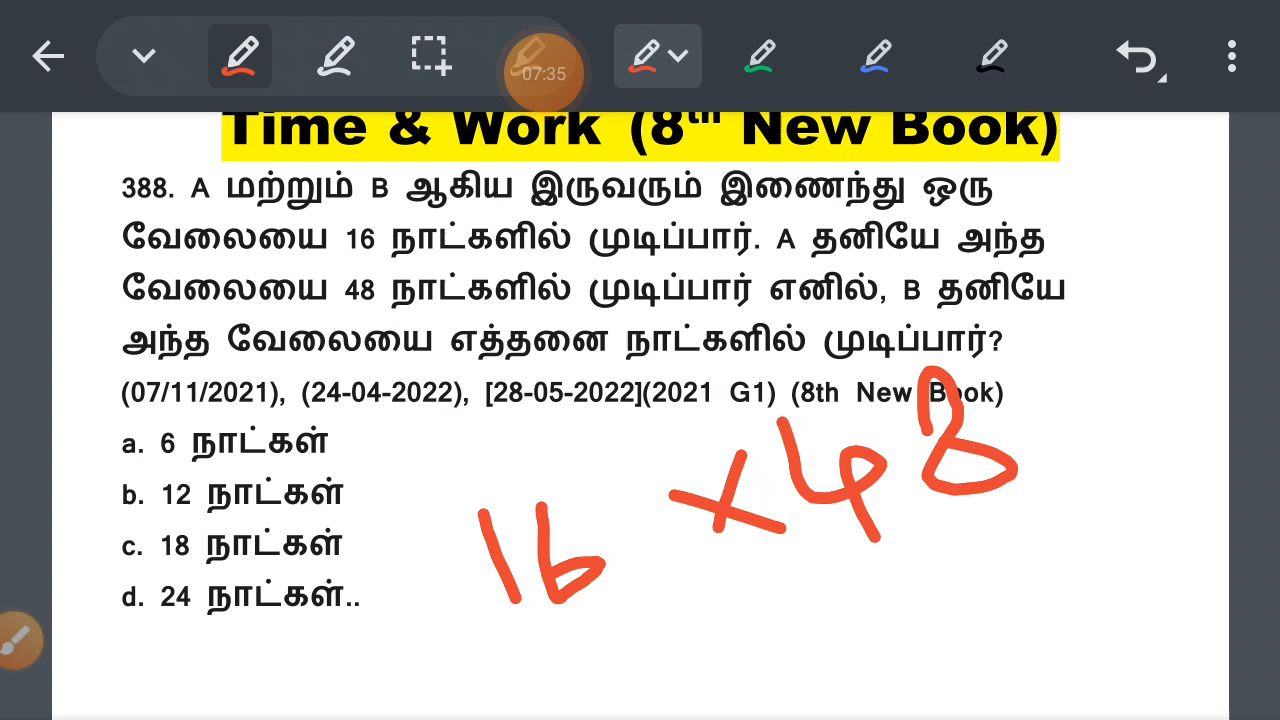 07:35
Time & Work (8th New Book)
388. A மற்றும் B ஆகிய இருவரும் இணைந்து ஒரு
வேலையை 16 நாட்களில் முடிப்பார். A தனியே அந்த
வேலையை 48 நாட்களில் முடிப்பார் எனில், B தனியே
அந்த வேலையை எத்தனை நாட்களில் முடிப்பார்?
(07/11/2021), (24-04-2022), [28-05-2022](2021 G1) (8th New Book)
a. 6 நாட்கள்
b. 12 நாட்கள்
c. 18 நாட்கள்
d. 24 நாட்கள்..
16 × 48